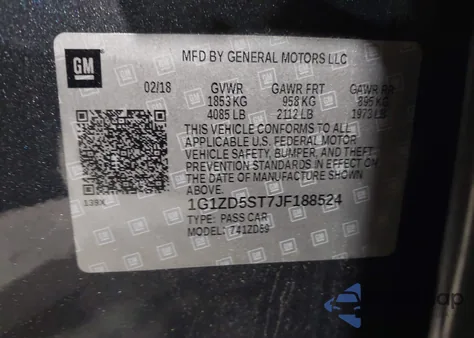 MFD BY GENERAL MOTORS LLC
GM
02/18 GVWR GAWR FRT GAWR RR
1853 KG 958 KG 895 KG
4085 LB 2112 LB 1973 LB
THIS VEHICLE CONFORMS TO ALL
APPLICABLE U.S. FEDERAL MOTOR
VEHICLE SAFETY, BUMPER, AND THEFT
PREVENTION STANDARDS IN EFFECT ON
THE DATE OF MANUFACTURE SHOWN
ABOVE.
139X
1G1ZD5ST7JF188524
TYPE: PASS CAR
MODEL: 741ZD69